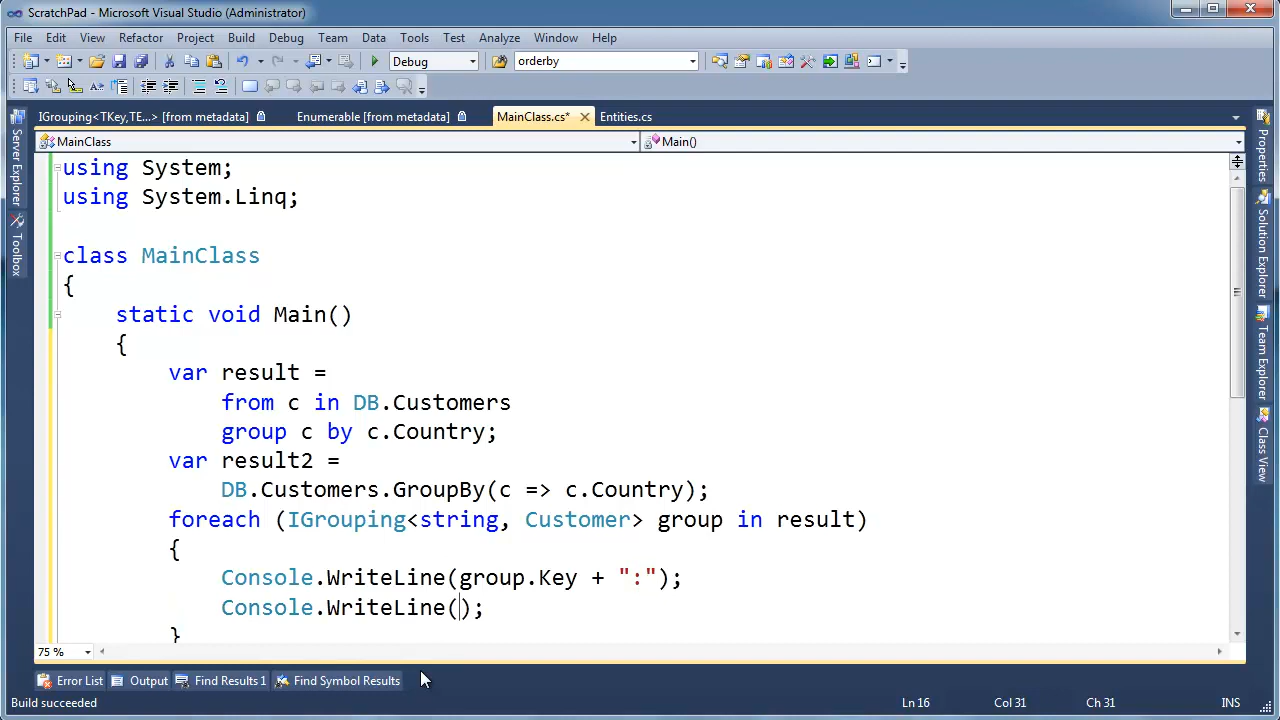 ScratchPad - Microsoft Visual Studio (Administrator)
File Edit View Refactor Project Build Debug Team Data Tools Test Analyze Window Help
Debug orderby
IGrouping<TKey,TE...> [from metadata] Enumerable [from metadata] MainClass.cs* Entities.cs
MainClass Main()
Server Explorer
Toolbox
Properties
Solution Explorer
Team Explorer
Class View
using System;
using System.Linq;
class MainClass
{
static void Main()
{
var result =
from c in DB.Customers
group c by c.Country;
var result2 =
DB.Customers.GroupBy(c => c.Country);
foreach (IGrouping<string, Customer> group in result)
{
Console.WriteLine(group.Key + ":");
Console.WriteLine();
}
75 %
Error List Output Find Results 1 Find Symbol Results
Build succeeded Ln 16 Col 31 Ch 31 INS